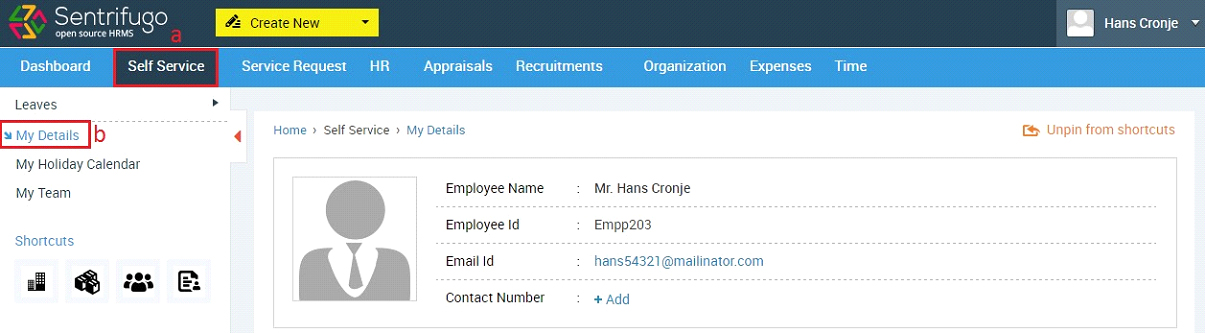 Sentrifugo
open source HRMS
a
Create New
Hans Cronje
Dashboard Self Service Service Request HR Appraisals Recruitments Organization Expenses Time
Leaves
My Details b
My Holiday Calendar
My Team
Shortcuts
Home › Self Service › My Details
Unpin from shortcuts
Employee Name : Mr. Hans Cronje
Employee Id : Empp203
Email Id : hans54321@mailinator.com
Contact Number : + Add